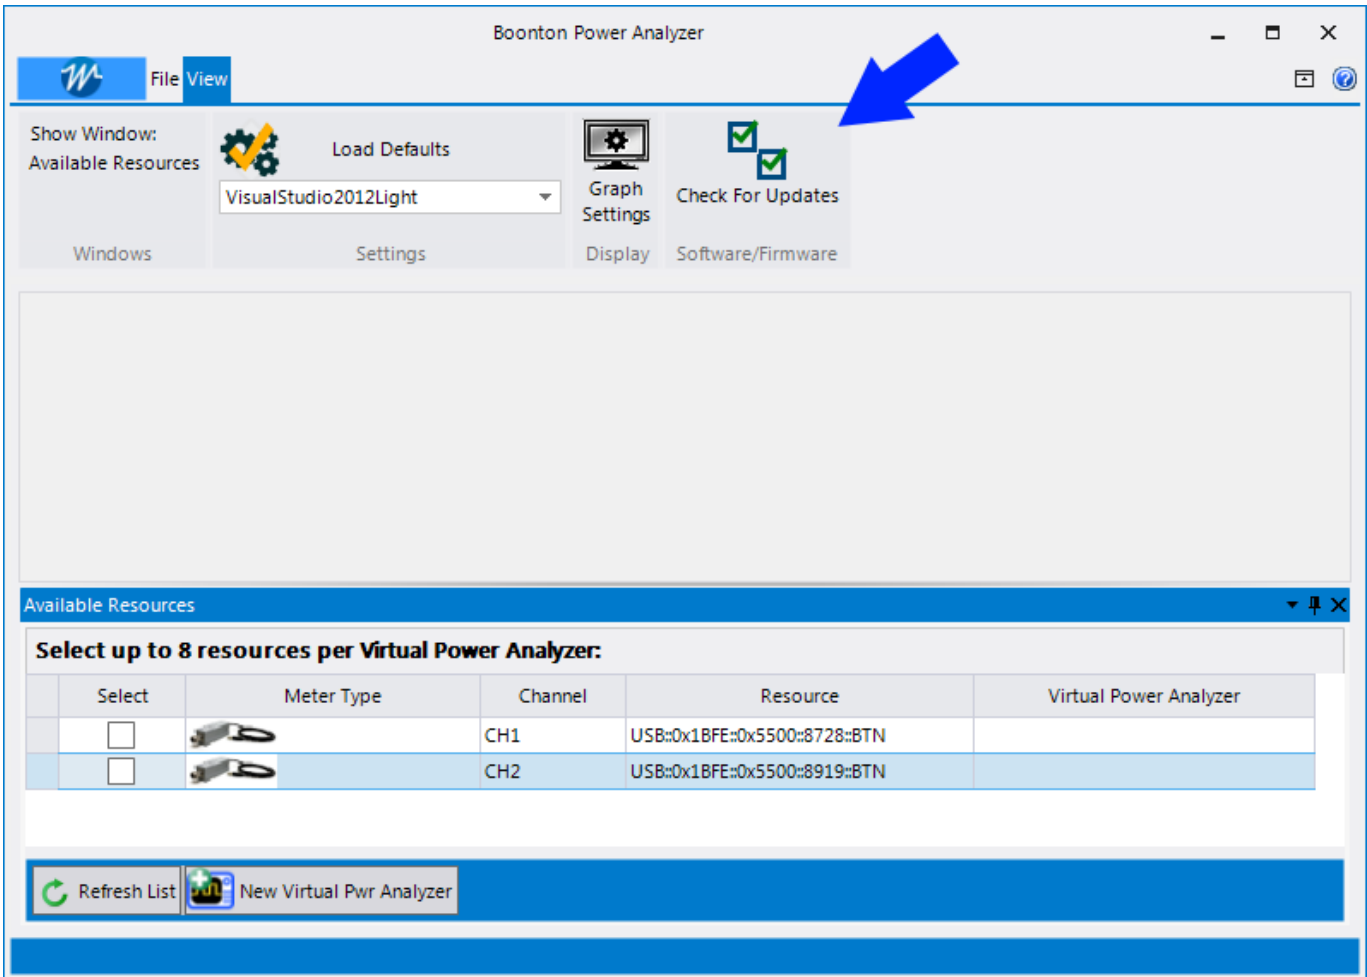 Boonton Power Analyzer
File View
Show Window:
Available Resources
Load Defaults
VisualStudio2012Light
Graph
Settings
Check For Updates
Windows
Settings
Display
Software/Firmware
Available Resources
Select up to 8 resources per Virtual Power Analyzer:
Select Meter Type Channel Resource Virtual Power Analyzer
CH1 USB::0x1BFE::0x5500::8728::BTN
CH2 USB::0x1BFE::0x5500::8919::BTN
Refresh List New Virtual Pwr Analyzer